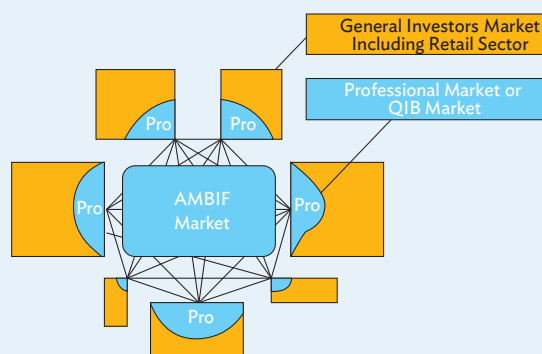 General Investors Market
Including Retail Sector
Professional Market or
QIB Market
Pro
Pro
Pro
AMBIF
Market
Pro
Pro